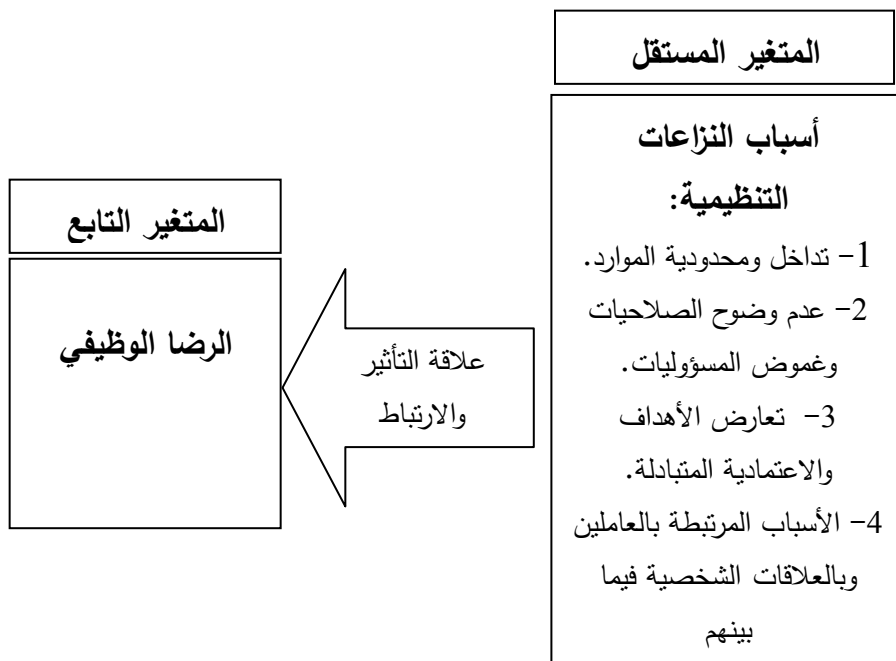 المتغير المستقل
أسباب النزاعات
التنظيمية:
1- تداخل ومحدودية الموارد.
2- عدم وضوح الصلاحيات
وغموض المسؤوليات.
3- تعارض الأهداف
والاعتمادية المتبادلة.
4- الأسباب المرتبطة بالعاملين
وبالعلاقات الشخصية فيما
بينهم
علاقة التأثير
والارتباط
المتغير التابع
الرضا الوظيفي